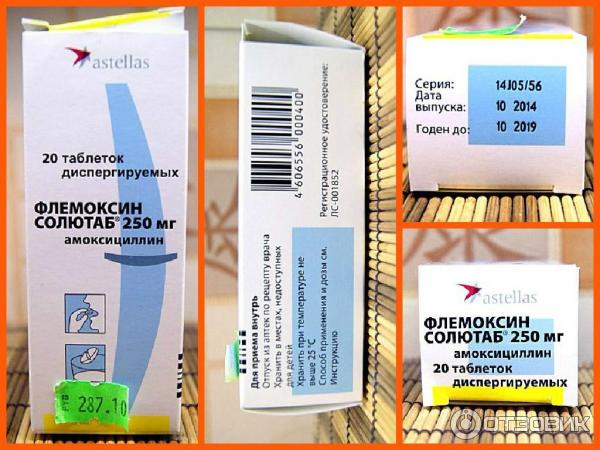 astellas
20 таблеток
диспергируемых
ФЛЕМОКСИН
СОЛЮТАБ® 250 мг
амоксициллин
РУБ 287.10
4 606556 000400
Регистрационное удостоверение:
ЛС-001852
Для приема внутрь
Отпуск из аптек по рецепту врача
Хранить в местах, недоступных
для детей
Хранить при температуре не
выше 25 °C
Способ применения и дозы см.
Инструкцию
Серия: 14J05/56
Дата
выпуска: 10 2014
Годен до: 10 2019
astellas
ФЛЕМОКСИН
СОЛЮТАБ® 250 мг
амоксициллин
20 таблеток
диспергируемых
ОТЗОВИК